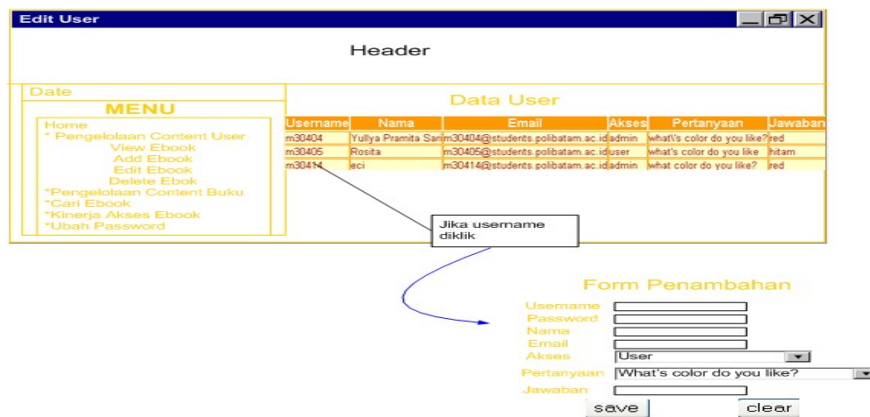 Edit User
Header
Date
MENU
Home
* Pengelolaan Content User
View Ebook
Add Ebook
Edit Ebook
Delete Ebok
*Pengelolaan Content Buku
*Cari Ebook
*Kinerja Akses Ebook
*Ubah Password
Data User
Username Nama Email Akses Pertanyaan Jawaban
m30404 Yullya Pramita Sari m30404@students.polibatam.ac.id admin what\'s color do you like? red
m30405 Rosita m30405@students.polibatam.ac.id user what's color do you like hitam
m30414 eci m30414@students.polibatam.ac.id admin what color do you like? red
Jika username
diklik
Form Penambahan
Username
Password
Nama
Email
Akses User
Pertanyaan What's color do you like?
Jawaban
save clear